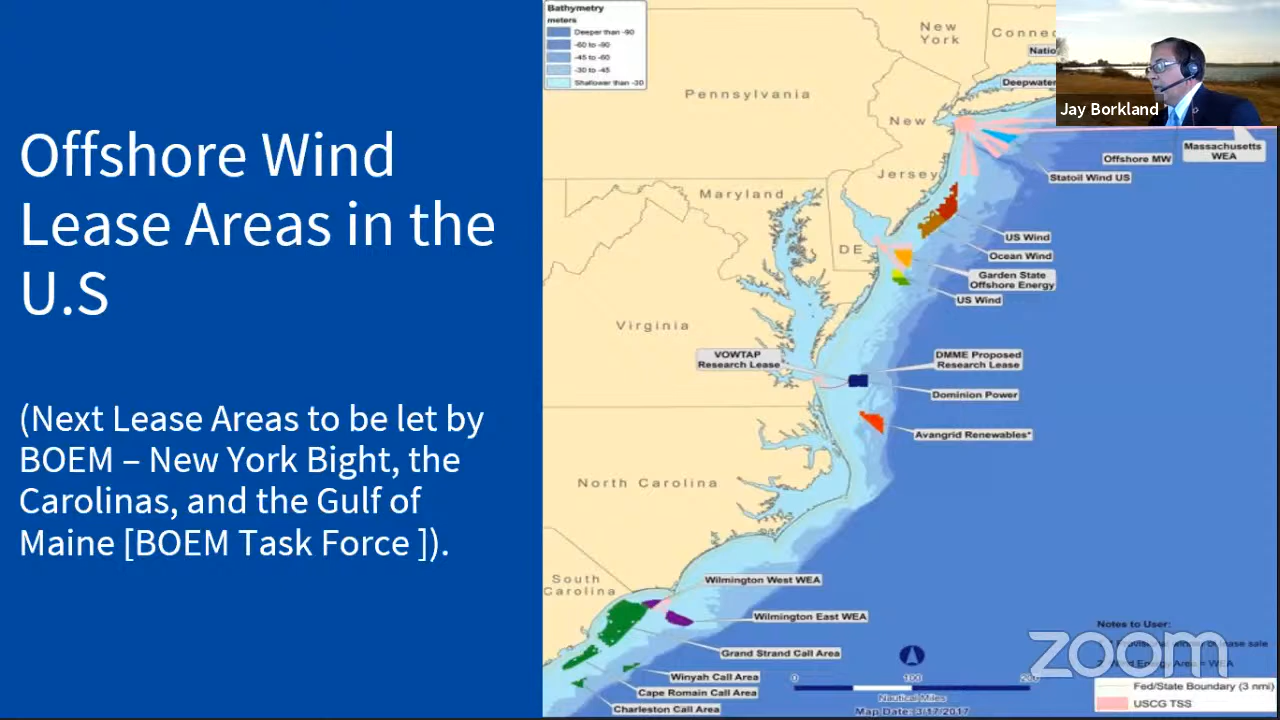 Offshore Wind
Lease Areas in the
U.S
(Next Lease Areas to be let by
BOEM – New York Bight, the
Carolinas, and the Gulf of
Maine [BOEM Task Force ]).
Bathymetry
meters
Deeper than -90
-60 to -90
-45 to -60
-30 to -45
Shallower than -30
New
York
Pennsylvania
New
Jersey
Maryland
DE
Virginia
North Carolina
South
Carolina
Jay Borkland
Massachusetts
WEA
Offshore MW
Statoil Wind US
US Wind
Ocean Wind
Garden State
Offshore Energy
US Wind
VOWTAP
Research Lease
DMME Proposed
Research Lease
Dominion Power
Avangrid Renewables*
Wilmington West WEA
Wilmington East WEA
Grand Strand Call Area
Winyah Call Area
Cape Romain Call Area
Charleston Call Area
0 100
Nautical Miles
Map Date: 3/17/2017
Notes to User:
zoom
Fed/State Boundary (3 nmi)
USCG TSS